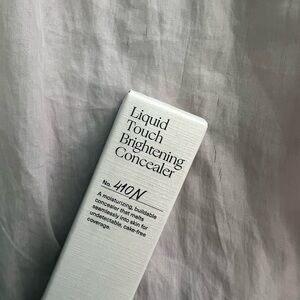 Liquid
Touch
Brightening
Concealer
No. 410N
A moisturizing, buildable
concealer that melts
seamlessly into skin for
undetectable, cake-free
coverage.